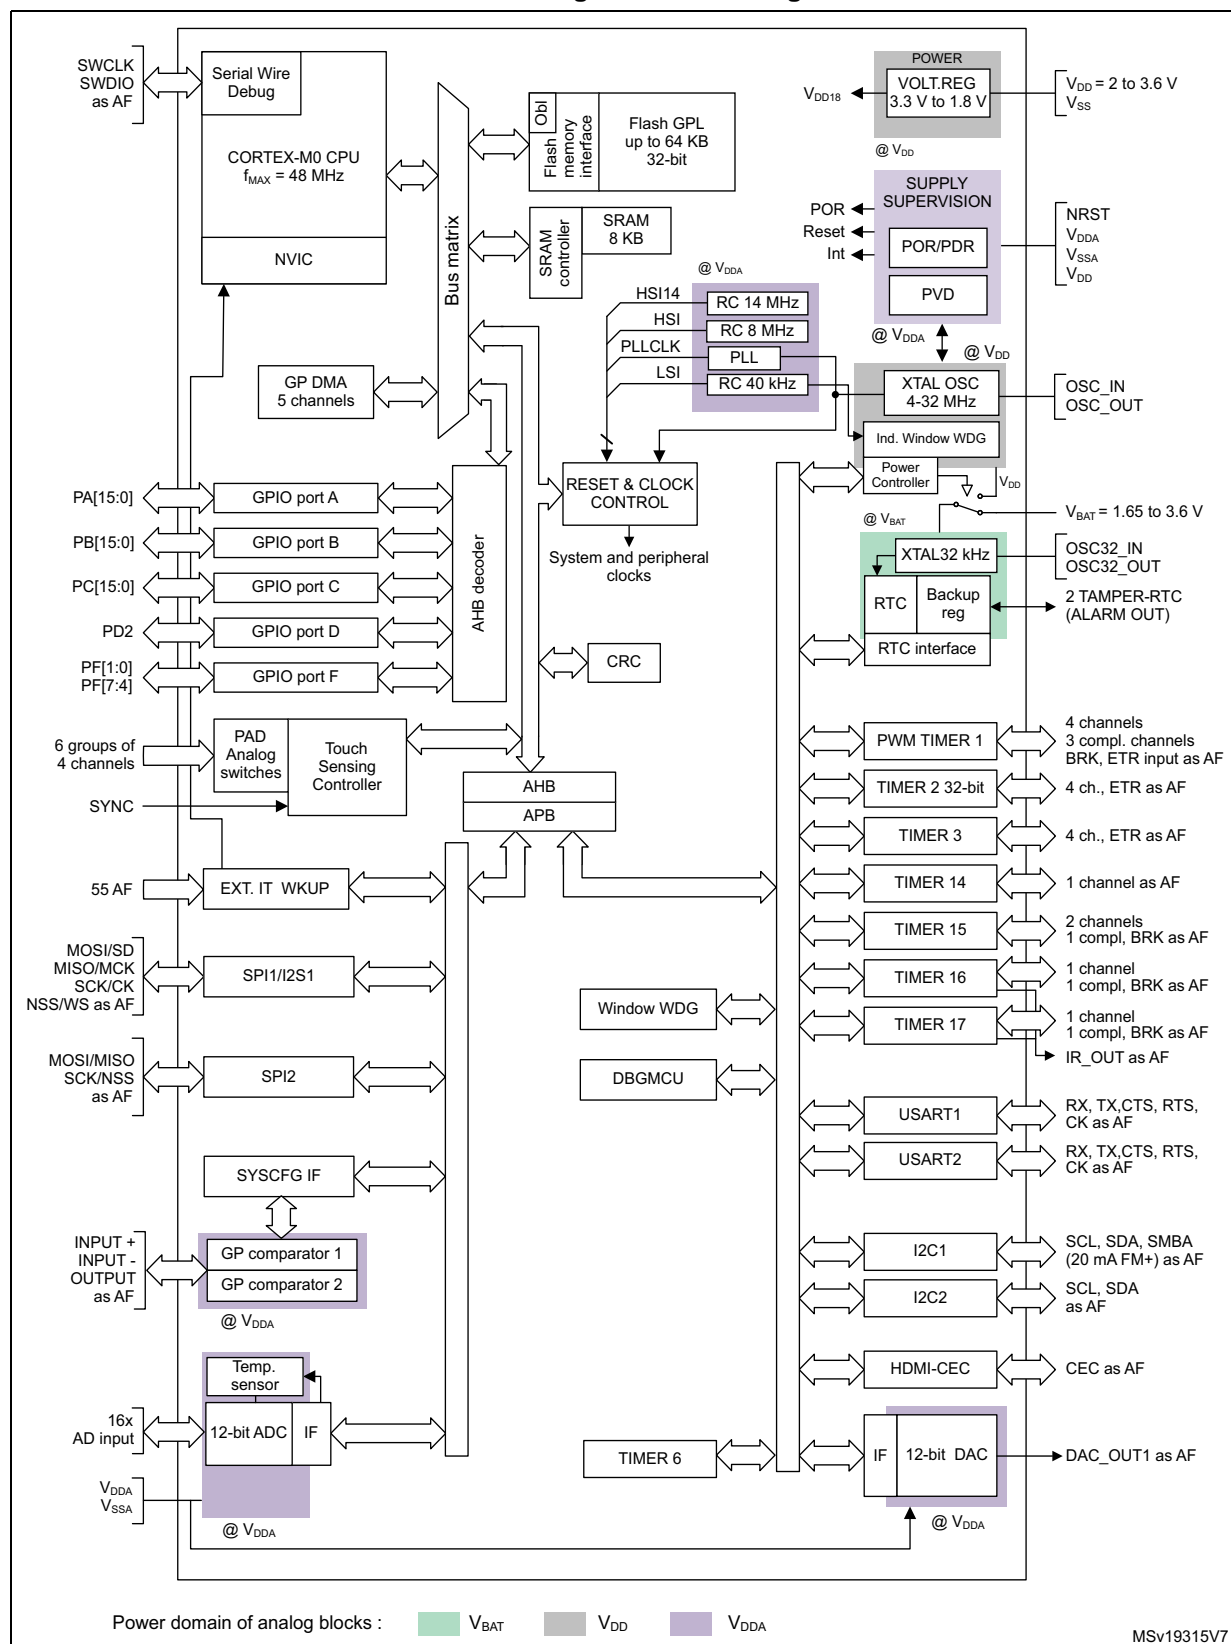 SWCLK
SWDIO
as AF
Serial Wire
Debug
CORTEX-M0 CPU
fMAX = 48 MHz
NVIC
Bus matrix
Obl
Flash
memory
interface
Flash GPL
up to 64 KB
32-bit
SRAM
controller
SRAM
8 KB
POWER
VOLT.REG
3.3 V to 1.8 V
VDD18
VDD = 2 to 3.6 V
VSS
@ VDD
SUPPLY
SUPERVISION
POR
Reset
Int
POR/PDR
PVD
NRST
VDDA
VSSA
VDD
@ VDDA
HSI14
HSI
PLLCLK
LSI
RC 14 MHz
RC 8 MHz
PLL
RC 40 kHz
@ VDDA
@ VDD
XTAL OSC
4-32 MHz
OSC_IN
OSC_OUT
Ind. Window WDG
Power
Controller
VDD
VBAT = 1.65 to 3.6 V
@ VBAT
XTAL32 kHz
OSC32_IN
OSC32_OUT
RTC
Backup
reg
2 TAMPER-RTC
(ALARM OUT)
RTC interface
GP DMA
5 channels
RESET & CLOCK
CONTROL
System and peripheral
clocks
PA[15:0]
GPIO port A
PB[15:0]
GPIO port B
PC[15:0]
GPIO port C
PD2
GPIO port D
PF[1:0]
PF[7:4]
GPIO port F
AHB decoder
CRC
6 groups of
4 channels
PAD
Analog
switches
Touch
Sensing
Controller
SYNC
AHB
APB
55 AF
EXT. IT WKUP
MOSI/SD
MISO/MCK
SCK/CK
NSS/WS as AF
SPI1/I2S1
MOSI/MISO
SCK/NSS
as AF
SPI2
SYSCFG IF
INPUT +
INPUT -
OUTPUT
as AF
GP comparator 1
GP comparator 2
@ VDDA
Temp.
sensor
16x
AD input
12-bit ADC
IF
VDDA
VSSA
@ VDDA
Window WDG
DBGMCU
TIMER 6
PWM TIMER 1
4 channels
3 compl. channels
BRK, ETR input as AF
TIMER 2 32-bit
4 ch., ETR as AF
TIMER 3
4 ch., ETR as AF
TIMER 14
1 channel as AF
TIMER 15
2 channels
1 compl, BRK as AF
TIMER 16
1 channel
1 compl, BRK as AF
TIMER 17
1 channel
1 compl, BRK as AF
IR_OUT as AF
USART1
RX, TX,CTS, RTS,
CK as AF
USART2
RX, TX,CTS, RTS,
CK as AF
I2C1
SCL, SDA, SMBA
(20 mA FM+) as AF
I2C2
SCL, SDA
as AF
HDMI-CEC
CEC as AF
IF
12-bit DAC
DAC_OUT1 as AF
@ VDDA
Power domain of analog blocks :
VBAT
VDD
VDDA
MSv19315V7